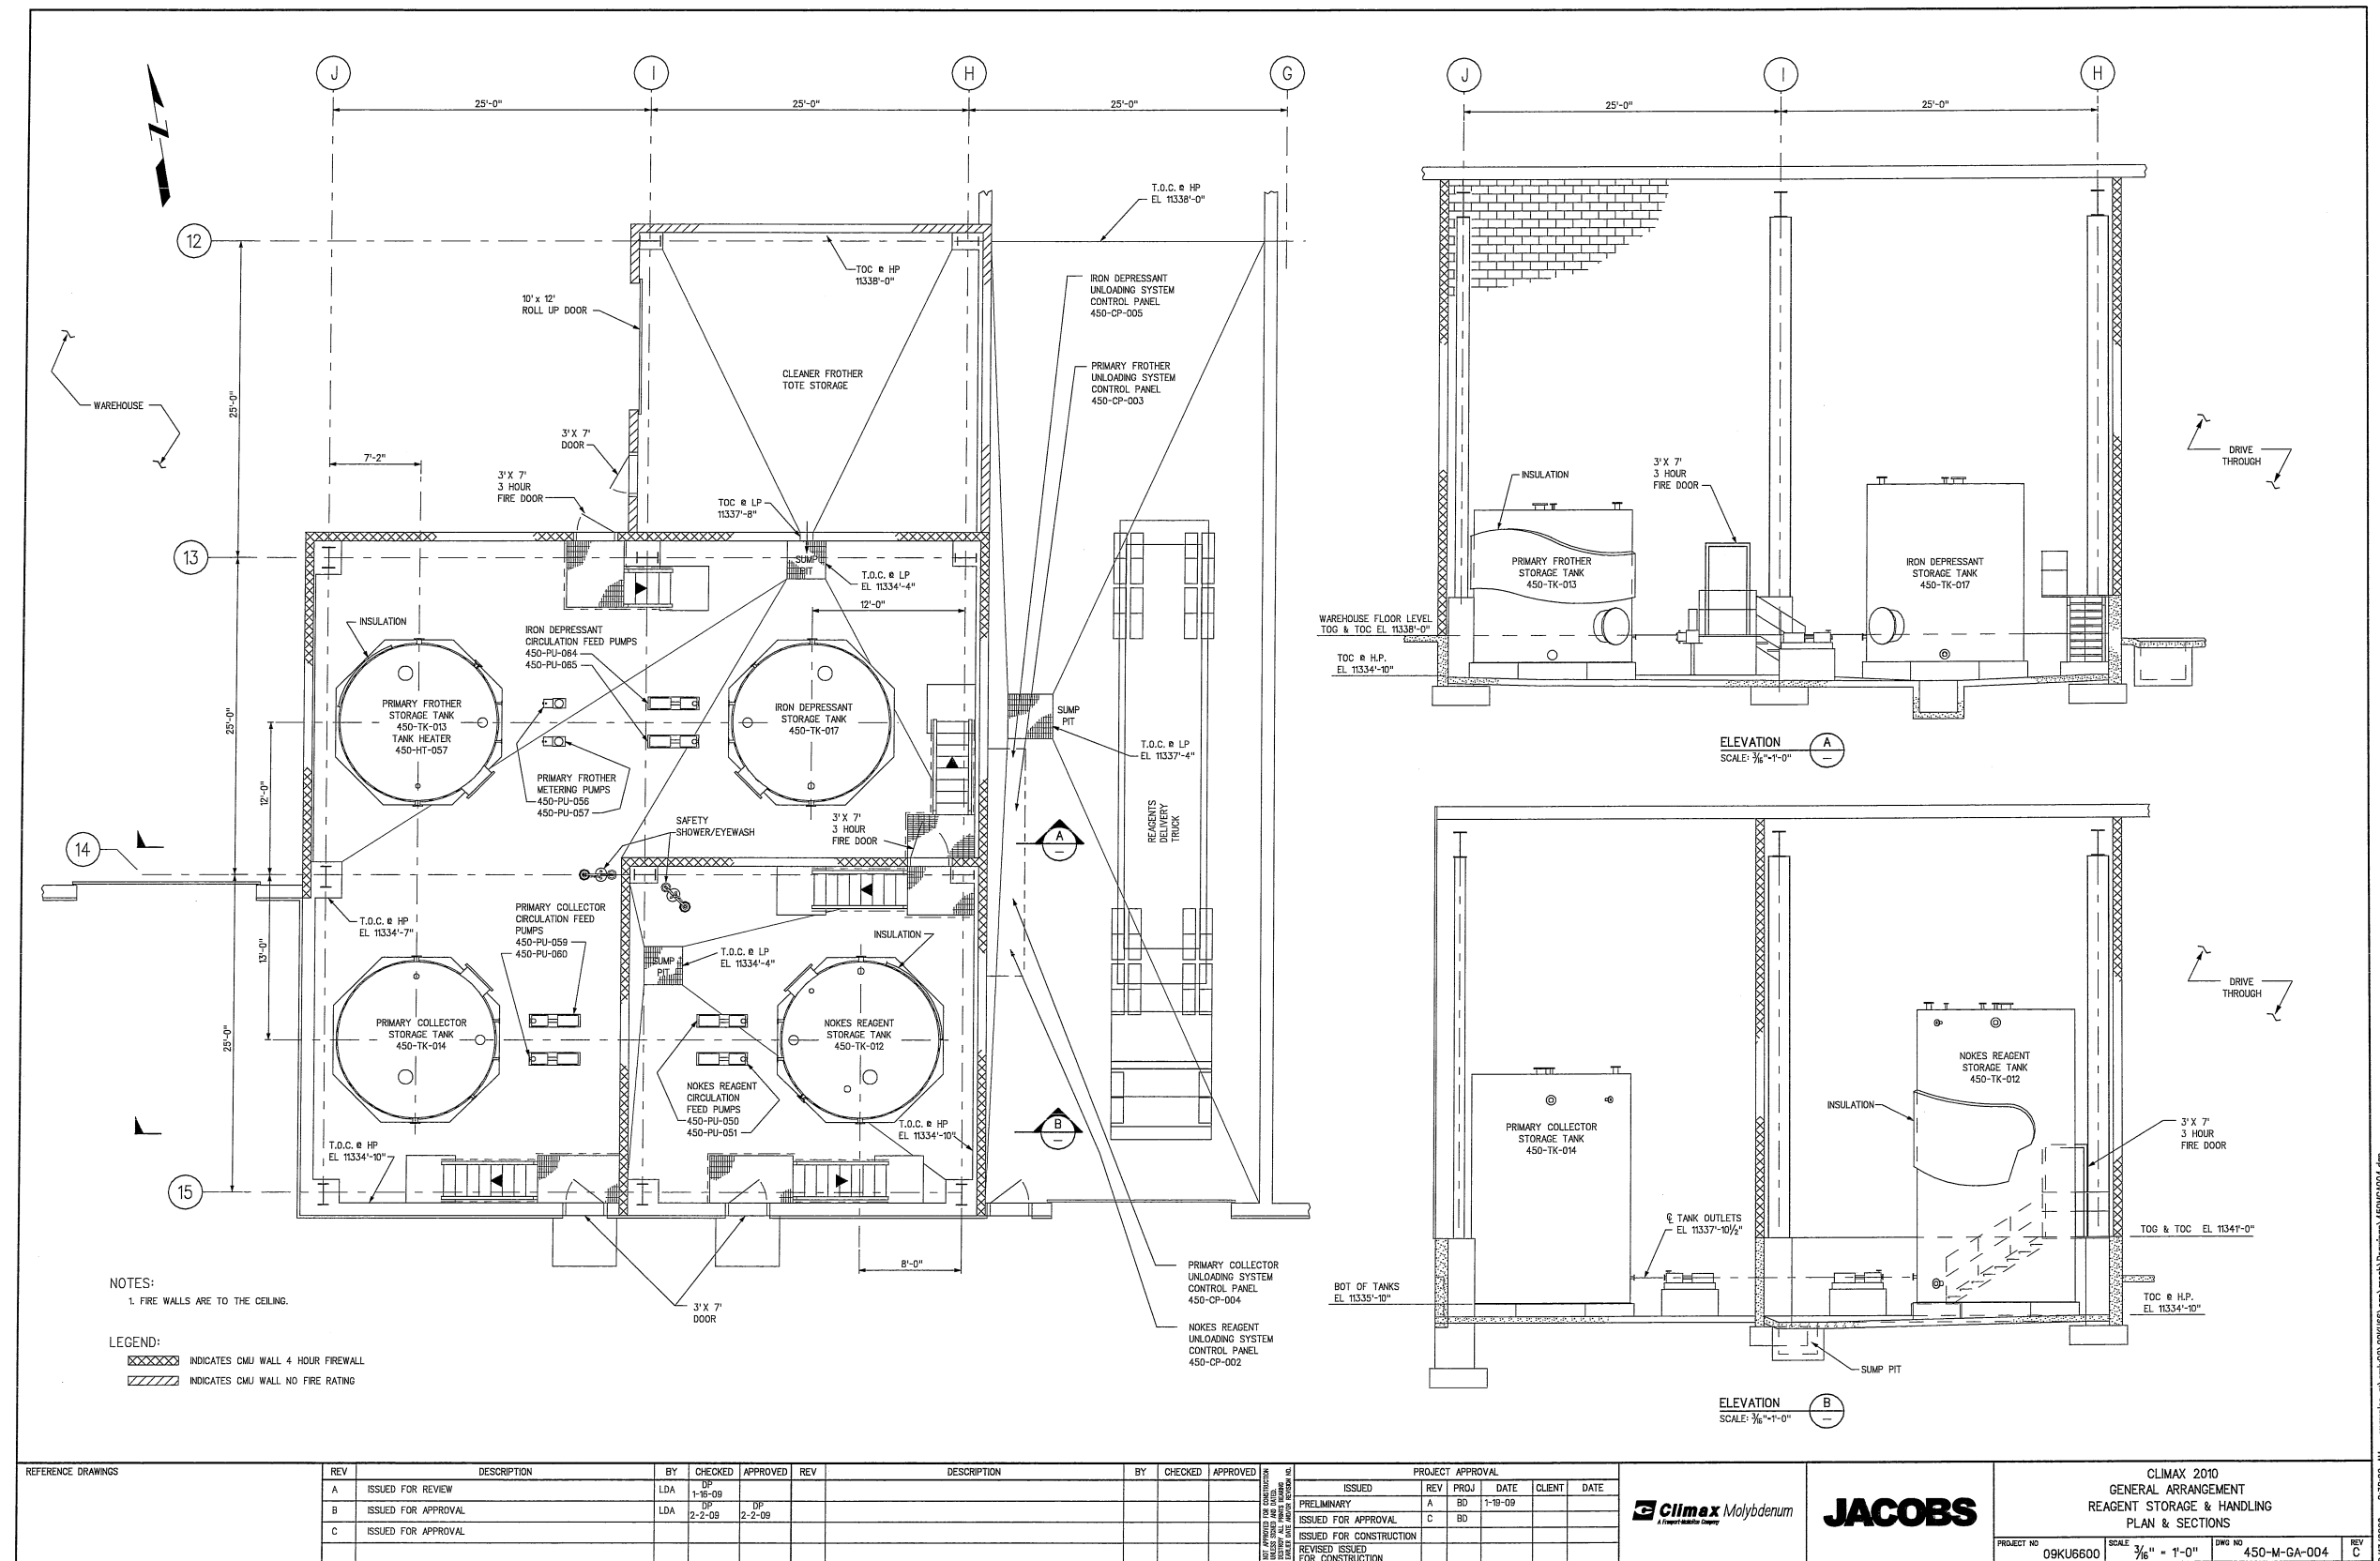 J
I
H
G
25'-0"
25'-0"
25'-0"
12
13
14
15
T.O.C. @ HP
EL 11338'-0"
TOC @ HP
11338'-0"
10' x 12'
ROLL UP DOOR
IRON DEPRESSANT
UNLOADING SYSTEM
CONTROL PANEL
450-CP-005
PRIMARY FROTHER
UNLOADING SYSTEM
CONTROL PANEL
450-CP-003
CLEANER FROTHER
TOTE STORAGE
WAREHOUSE
25'-0"
7'-2"
3' X 7'
DOOR
3' X 7'
3 HOUR
FIRE DOOR
TOC @ LP
11337'-8"
SUMP
PIT
T.O.C. @ LP
EL 11334'-4"
12'-0"
INSULATION
IRON DEPRESSANT
CIRCULATION FEED PUMPS
450-PU-064
450-PU-065
PRIMARY FROTHER
STORAGE TANK
450-TK-013
TANK HEATER
450-HT-057
IRON DEPRESSANT
STORAGE TANK
450-TK-017
SUMP
PIT
T.O.C. @ LP
EL 11337'-4"
25'-0"
12'-0"
PRIMARY FROTHER
METERING PUMPS
450-PU-056
450-PU-057
SAFETY
SHOWER/EYEWASH
3' X 7'
3 HOUR
FIRE DOOR
REAGENTS
DELIVERY
TRUCK
A
T.O.C. @ HP
EL 11334'-7"
PRIMARY COLLECTOR
CIRCULATION FEED
PUMPS
450-PU-059
450-PU-060
INSULATION
SUMP
PIT
T.O.C. @ LP
EL 11334'-4"
13'-0"
25'-0"
PRIMARY COLLECTOR
STORAGE TANK
450-TK-014
NOKES REAGENT
STORAGE TANK
450-TK-012
NOKES REAGENT
CIRCULATION
FEED PUMPS
450-PU-050
450-PU-051
B
T.O.C. @ HP
EL 11334'-10"
T.O.C. @ HP
EL 11334'-10"
8'-0"
3' X 7'
DOOR
PRIMARY COLLECTOR
UNLOADING SYSTEM
CONTROL PANEL
450-CP-004
NOKES REAGENT
UNLOADING SYSTEM
CONTROL PANEL
450-CP-002
NOTES:
1. FIRE WALLS ARE TO THE CEILING.
LEGEND:
INDICATES CMU WALL 4 HOUR FIREWALL
INDICATES CMU WALL NO FIRE RATING
J
I
H
25'-0"
25'-0"
INSULATION
3' X 7'
3 HOUR
FIRE DOOR
DRIVE
THROUGH
PRIMARY FROTHER
STORAGE TANK
450-TK-013
IRON DEPRESSANT
STORAGE TANK
450-TK-017
WAREHOUSE FLOOR LEVEL
TOG & TOC EL 11338'-0"
TOC @ H.P.
EL 11334'-10"
ELEVATION A
SCALE: 3/16"=1'-0"
DRIVE
THROUGH
NOKES REAGENT
STORAGE TANK
450-TK-012
INSULATION
PRIMARY COLLECTOR
STORAGE TANK
450-TK-014
3' X 7'
3 HOUR
FIRE DOOR
℄ TANK OUTLETS
EL 11337'-10½"
TOG & TOC EL 11341'-0"
BOT OF TANKS
EL 11335'-10"
TOC @ H.P.
EL 11334'-10"
SUMP PIT
ELEVATION B
SCALE: 3/16"=1'-0"
REFERENCE DRAWINGS
REV DESCRIPTION BY CHECKED APPROVED REV DESCRIPTION BY CHECKED APPROVED
A ISSUED FOR REVIEW LDA DP 1-16-09
B ISSUED FOR APPROVAL LDA DP 2-2-09 DP 2-2-09
C ISSUED FOR APPROVAL
NOT APPROVED FOR CONSTRUCTION
UNLESS SIGNED AND DATED.
DESTROY ALL PRINTS BEARING
EARLIER DATE AND/OR REVISION NO.
PROJECT APPROVAL
ISSUED REV PROJ DATE CLIENT DATE
PRELIMINARY A BD 1-19-09
ISSUED FOR APPROVAL C BD
ISSUED FOR CONSTRUCTION
REVISED ISSUED
FOR CONSTRUCTION
Climax Molybdenum
A Freeport-McMoRan Company
JACOBS
CLIMAX 2010
GENERAL ARRANGEMENT
REAGENT STORAGE & HANDLING
PLAN & SECTIONS
PROJECT NO 09KU6600 SCALE 3/16" = 1'-0" DWG NO 450-M-GA-004 REV C